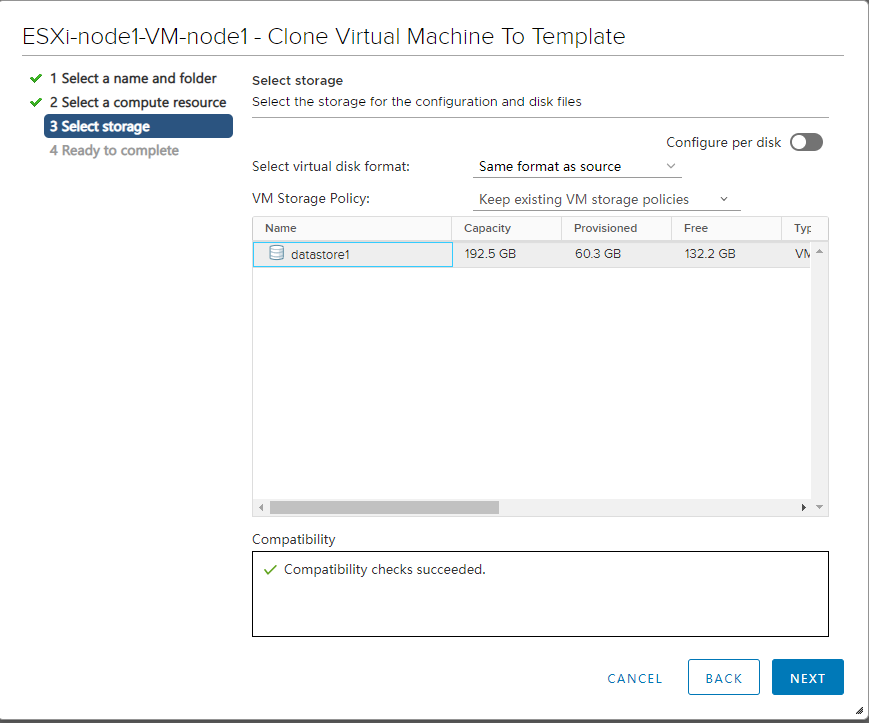 ESXi-node1-VM-node1 - Clone Virtual Machine To Template
1 Select a name and folder
2 Select a compute resource
3 Select storage
4 Ready to complete
Select storage
Select the storage for the configuration and disk files
Configure per disk
Select virtual disk format: Same format as source
VM Storage Policy: Keep existing VM storage policies
Name Capacity Provisioned Free Typ
datastore1 192.5 GB 60.3 GB 132.2 GB VM
Compatibility
Compatibility checks succeeded.
CANCEL BACK NEXT